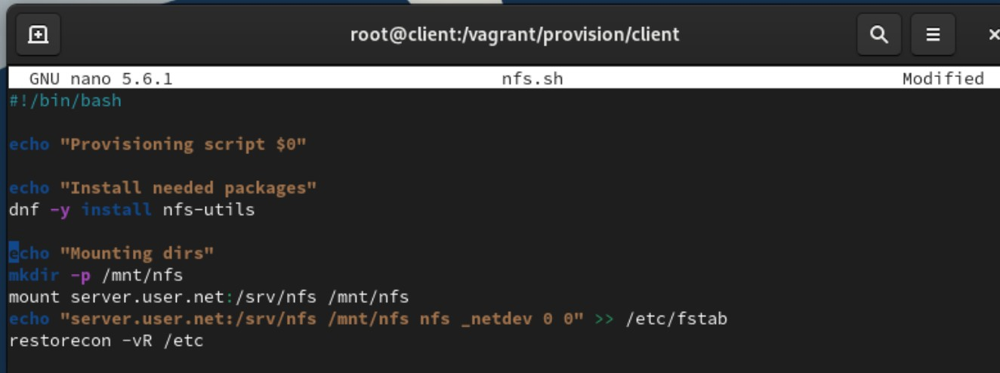 root@client:/vagrant/provision/client
GNU nano 5.6.1 nfs.sh Modified
#!/bin/bash
echo "Provisioning script $0"
echo "Install needed packages"
dnf -y install nfs-utils
echo "Mounting dirs"
mkdir -p /mnt/nfs
mount server.user.net:/srv/nfs /mnt/nfs
echo "server.user.net:/srv/nfs /mnt/nfs nfs _netdev 0 0" >> /etc/fstab
restorecon -vR /etc